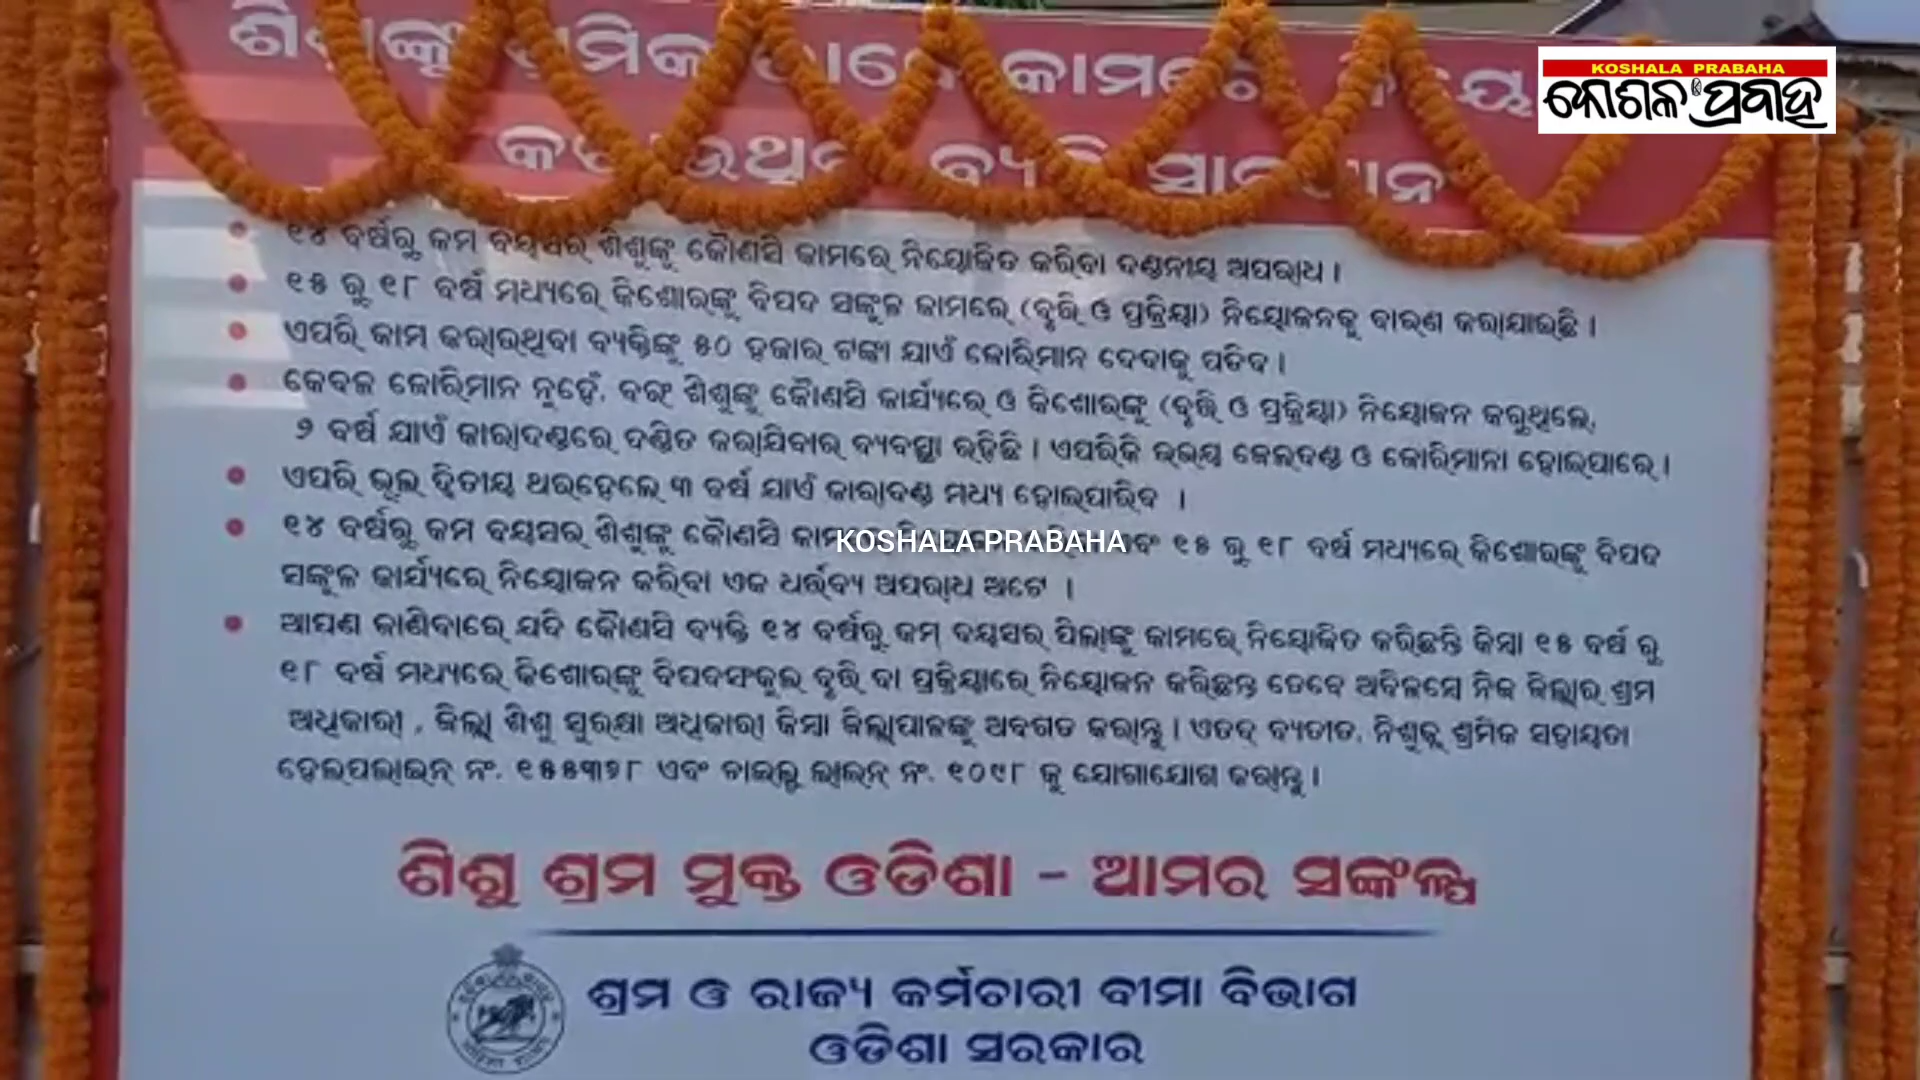 KOSHALA PRABAHA
କୋଶଳ ପ୍ରବାହ
ଶ୍ରମିକ କାମରେ
ବ୍ୟକ୍ତି ସାବଧାନ
୧୪ ବର୍ଷରୁ କମ ବୟସର ଶିଶୁଙ୍କୁ କୌଣସି କାମରେ ନିୟୋଜିତ କରିବା ଦଣ୍ଡନୀୟ ଅପରାଧ।
୧୫ ରୁ ୧୮ ବର୍ଷ ମଧ୍ୟରେ କିଶୋରଙ୍କୁ ବିପଦ ସଙ୍କୁଳ କାମରେ (ବୃତ୍ତି ଓ ପ୍ରକ୍ରିୟା) ନିୟୋଜନକୁ ବାରଣ କରାଯାଇଛି।
ଏପରି କାମ କରାଉଥିବା ବ୍ୟକ୍ତିଙ୍କୁ ୫୦ ହଜାର ଟଙ୍କା ଯାଏଁ ଜୋରିମାନ ଦେବାକୁ ପଡିବ।
କେବଳ ଜୋରିମାନ ନୁହେଁ, ବରଂ ଶିଶୁଙ୍କୁ କୌଣସି କାର୍ଯ୍ୟରେ ଓ କିଶୋରଙ୍କୁ (ବୃତ୍ତି ଓ ପ୍ରକ୍ରିୟା) ନିୟୋଜନ କରୁଥିଲେ,
୨ ବର୍ଷ ଯାଏଁ କାରାଦଣ୍ଡରେ ଦଣ୍ଡିତ କରାଯିବାର ବ୍ୟବସ୍ଥା ରହିଛି। ଏପରିକି ଉଭୟ ଜେଲଦଣ୍ଡ ଓ ଜୋରିମାନା ହୋଇପାରେ।
ଏପରି ଭୂଲ ଦ୍ଵିତୀୟ ଥରହେଲେ ୩ ବର୍ଷ ଯାଏଁ କାରାଦଣ୍ଡ ମଧ୍ୟ ହୋଇପାରିବ ।
୧୪ ବର୍ଷରୁ କମ ବୟସର ଶିଶୁଙ୍କୁ କୌଣସି KOSHALA PRABAHA ୧୫ ରୁ ୧୮ ବର୍ଷ ମଧ୍ୟରେ କିଶୋରଙ୍କୁ ବିପଦ
ସଙ୍କୁଳ କାର୍ଯ୍ୟରେ ନିୟୋଜନ କରିବା ଏକ ଧର୍ତ୍ତବ୍ୟ ଅପରାଧ ଅଟେ ।
ଆପଣ ଜାଣିବାରେ ଯଦି କୌଣସି ବ୍ୟକ୍ତି ୧୪ ବର୍ଷରୁ କମ୍ ବୟସର ପିଲାଙ୍କୁ କାମରେ ନିୟୋଜିତ କରିଛନ୍ତି କିମ୍ବା ୧୫ ବର୍ଷ ରୁ
୧୮ ବର୍ଷ ମଧ୍ୟରେ କିଶୋରଙ୍କୁ ବିପଦସଂକୁଲ ବୃତ୍ତି ବା ପ୍ରକ୍ରିୟାରେ ନିୟୋଜନ କରିଛନ୍ତି ତେବେ ଅବିଳମ୍ବେ ନିଜ ଜିଲ୍ଲାର ଶ୍ରମ
ଅଧିକାରୀ, ଜିଲ୍ଲା ଶିଶୁ ସୁରକ୍ଷା ଅଧିକାରୀ କିମ୍ବା ଜିଲ୍ଲାପାଳଙ୍କୁ ଅବଗତ କରାନ୍ତୁ। ଏତଦ୍ ବ୍ୟତୀତ, ନିଶୁଳ୍କ ଶ୍ରମିକ ସହାୟତା
ହେଲପଲାଇନ୍ ନଂ. ୧୫୫୩୬୮ ଏବଂ ଚାଇଲ୍ଡ ଲାଇନ୍ ନଂ. ୧୦୯୮ କୁ ଯୋଗାଯୋଗ କରାନ୍ତୁ।
ଶିଶୁ ଶ୍ରମ ମୁକ୍ତ ଓଡିଶା - ଆମର ସଙ୍କଳ୍ପ
ଶ୍ରମ ଓ ରାଜ୍ୟ କର୍ମଚାରୀ ବୀମା ବିଭାଗ
ଓଡିଶା ସରକାର